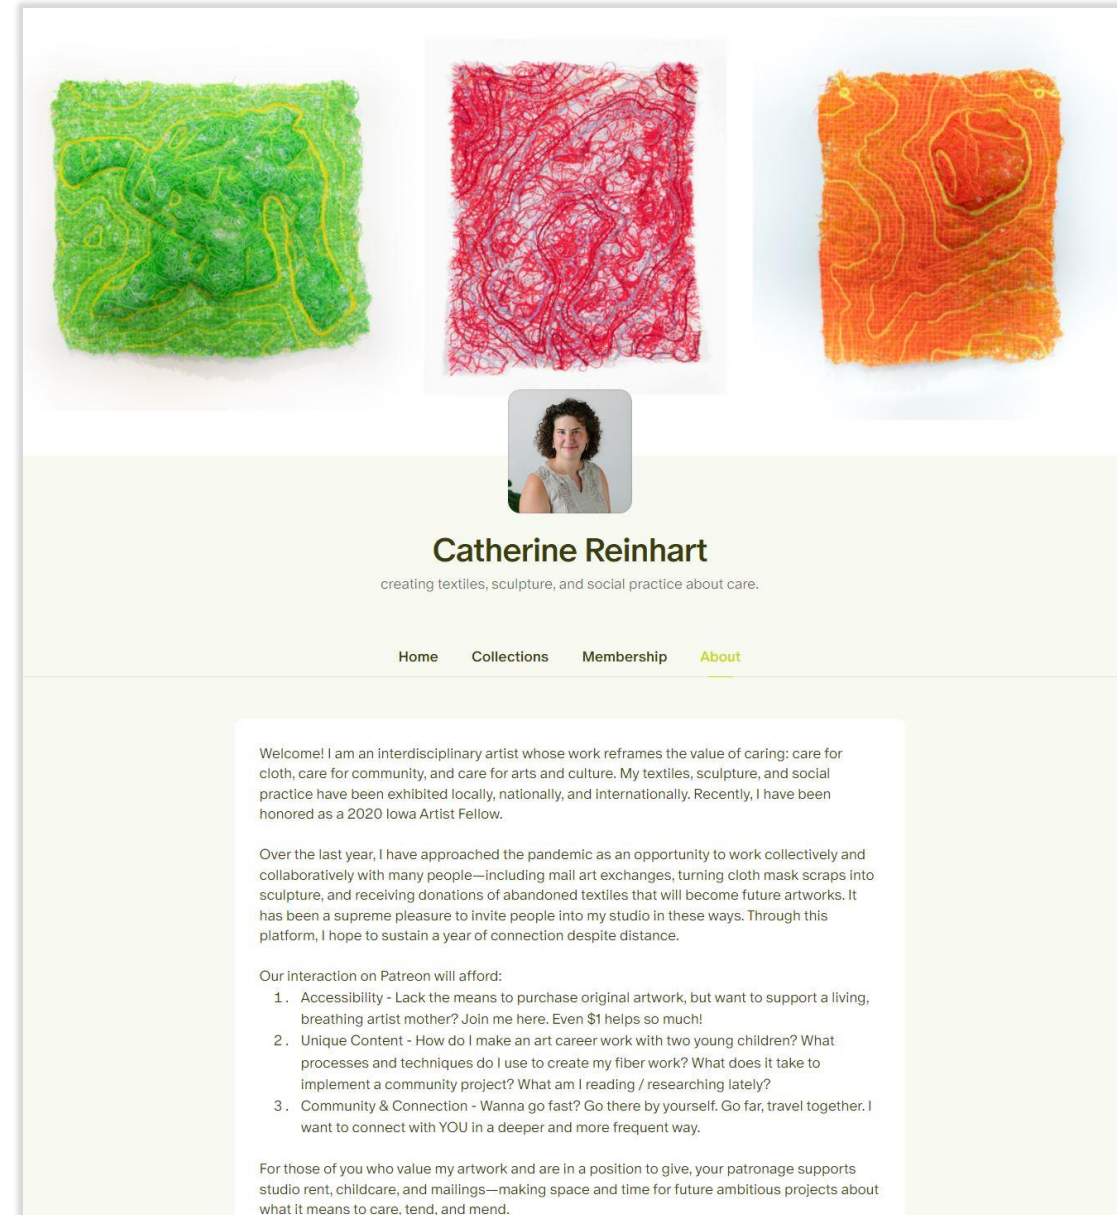 Catherine Reinhart
creating textiles, sculpture, and social practice about care.
Home Collections Membership About
Welcome! I am an interdisciplinary artist whose work reframes the value of caring: care for
cloth, care for community, and care for arts and culture. My textiles, sculpture, and social
practice have been exhibited locally, nationally, and internationally. Recently, I have been
honored as a 2020 Iowa Artist Fellow.
Over the last year, I have approached the pandemic as an opportunity to work collectively and
collaboratively with many people—including mail art exchanges, turning cloth mask scraps into
sculpture, and receiving donations of abandoned textiles that will become future artworks. It
has been a supreme pleasure to invite people into my studio in these ways. Through this
platform, I hope to sustain a year of connection despite distance.
Our interaction on Patreon will afford:
1. Accessibility - Lack the means to purchase original artwork, but want to support a living,
breathing artist mother? Join me here. Even $1 helps so much!
2. Unique Content - How do I make an art career work with two young children? What
processes and techniques do I use to create my fiber work? What does it take to
implement a community project? What am I reading / researching lately?
3. Community & Connection - Wanna go fast? Go there by yourself. Go far, travel together. I
want to connect with YOU in a deeper and more frequent way.
For those of you who value my artwork and are in a position to give, your patronage supports
studio rent, childcare, and mailings—making space and time for future ambitious projects about
what it means to care, tend, and mend.